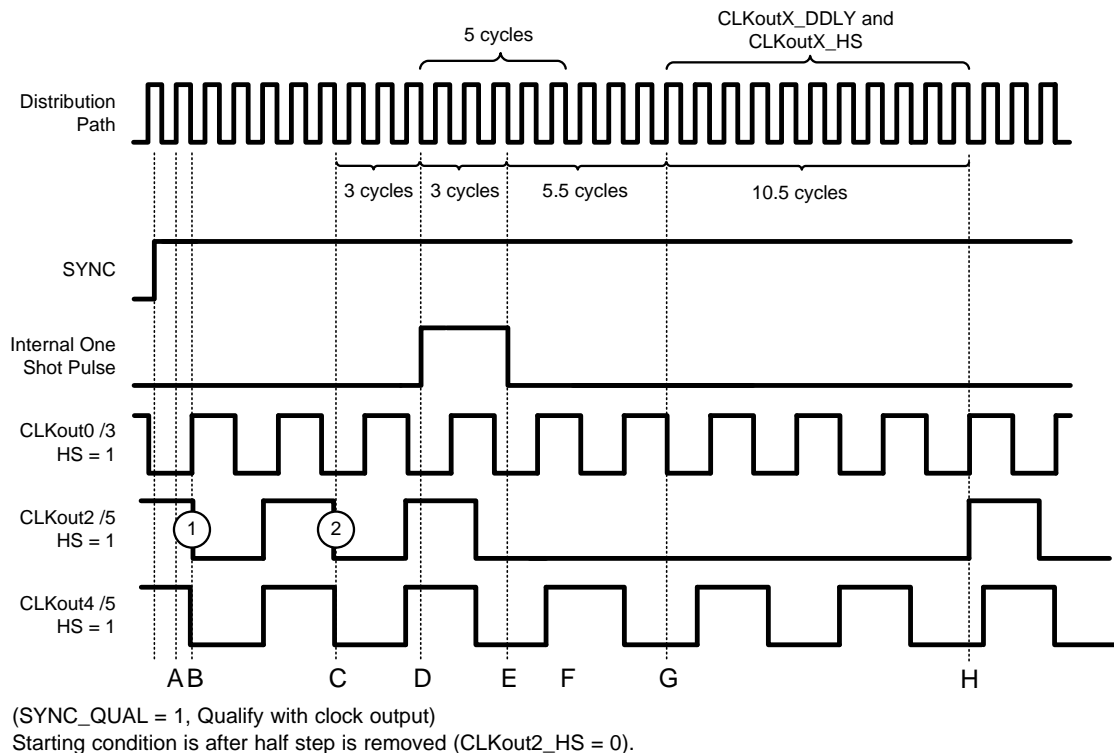 CLKoutX_DDLY and
CLKoutX_HS
5 cycles
Distribution
Path
3 cycles
3 cycles
5.5 cycles
10.5 cycles
SYNC
Internal One
Shot Pulse
CLKout0 /3
HS = 1
CLKout2 /5
HS = 1
1
2
CLKout4 /5
HS = 1
A B C D E F G H
(SYNC_QUAL = 1, Qualify with clock output)
Starting condition is after half step is removed (CLKout2_HS = 0).